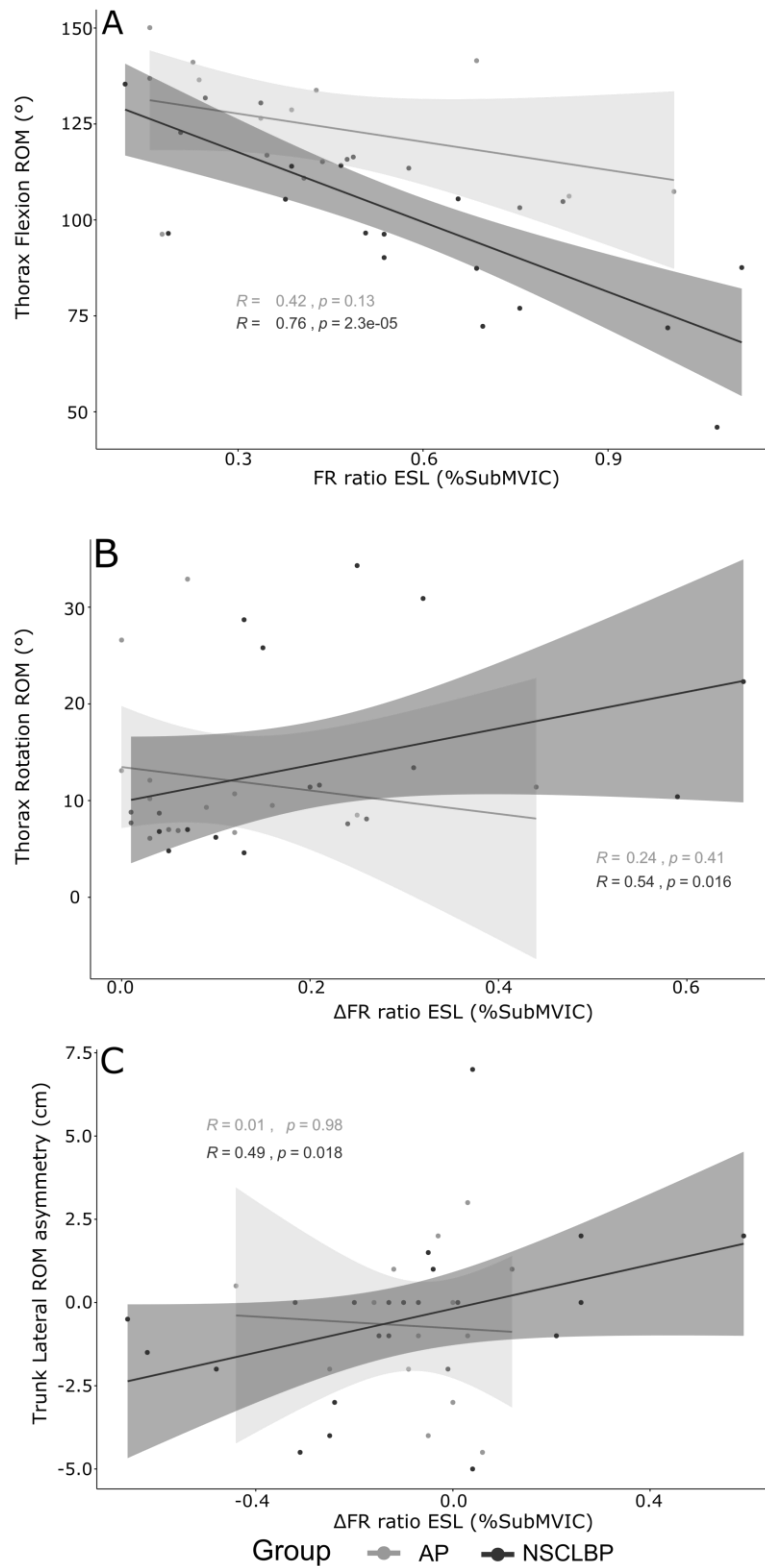 A
150
125
100
75
50
Thorax Flexion ROM (°)
R = 0.42 , p = 0.13
R = 0.76 , p = 2.3e-05
0.3 0.6 0.9
FR ratio ESL (%SubMVIC)
B
30
20
10
0
Thorax Rotation ROM (°)
R = 0.24 , p = 0.41
R = 0.54 , p = 0.016
0.0 0.2 0.4 0.6
ΔFR ratio ESL (%SubMVIC)
C
7.5
5.0
2.5
0.0
-2.5
-5.0
Trunk Lateral ROM asymmetry (cm)
R = 0.01 , p = 0.98
R = 0.49 , p = 0.018
-0.4 0.0 0.4
ΔFR ratio ESL (%SubMVIC)
Group AP NSCLBP